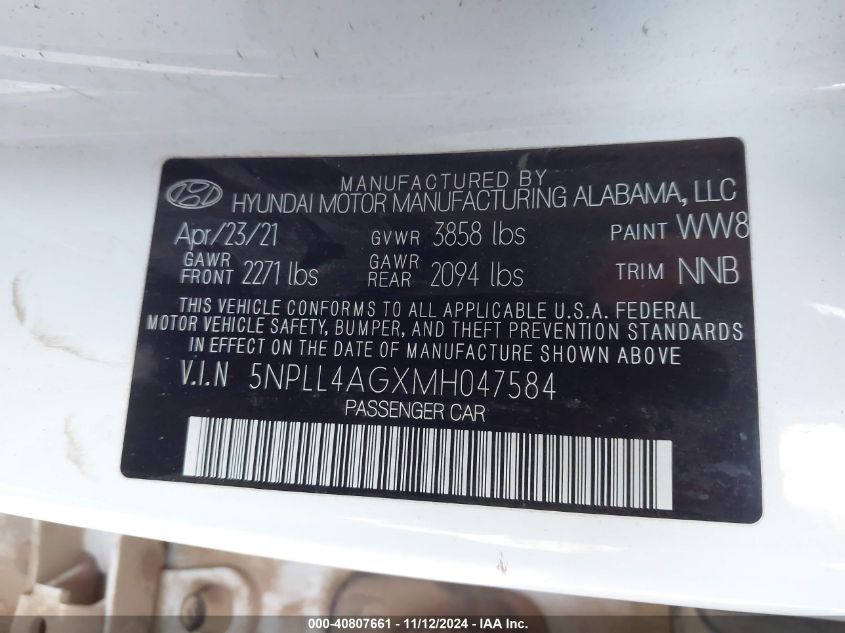 MANUFACTURED BY
HYUNDAI MOTOR MANUFACTURING ALABAMA, LLC
Apr/23/21 GVWR 3858 lbs PAINT WW8
GAWR FRONT 2271 lbs GAWR REAR 2094 lbs TRIM NNB
THIS VEHICLE CONFORMS TO ALL APPLICABLE U.S.A. FEDERAL
MOTOR VEHICLE SAFETY, BUMPER, AND THEFT PREVENTION STANDARDS
IN EFFECT ON THE DATE OF MANUFACTURE SHOWN ABOVE.
V.I.N 5NPLL4AGXMH047584
PASSENGER CAR
000-40807661 - 11/12/2024 - IAA Inc.